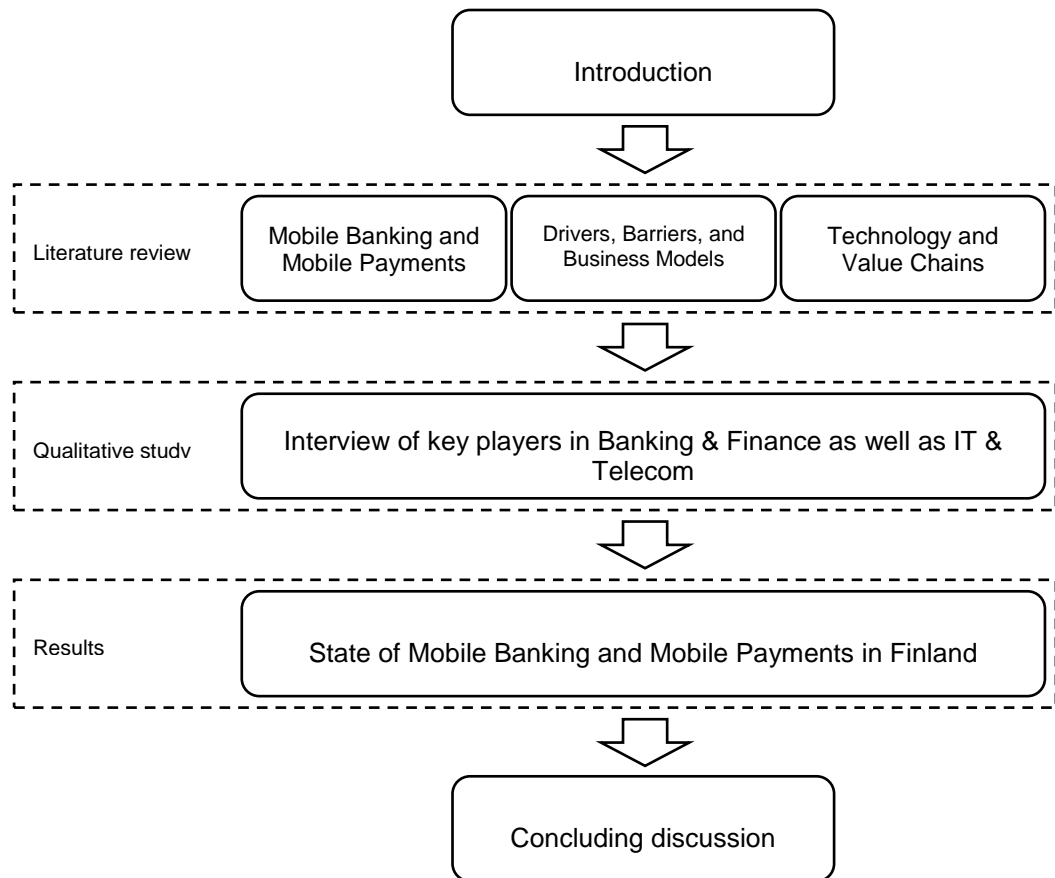 Introduction
Literature review
Mobile Banking and
Mobile Payments
Drivers, Barriers, and
Business Models
Technology and
Value Chains
Qualitative study
Interview of key players in Banking & Finance as well as IT &
Telecom
Results
State of Mobile Banking and Mobile Payments in Finland
Concluding discussion